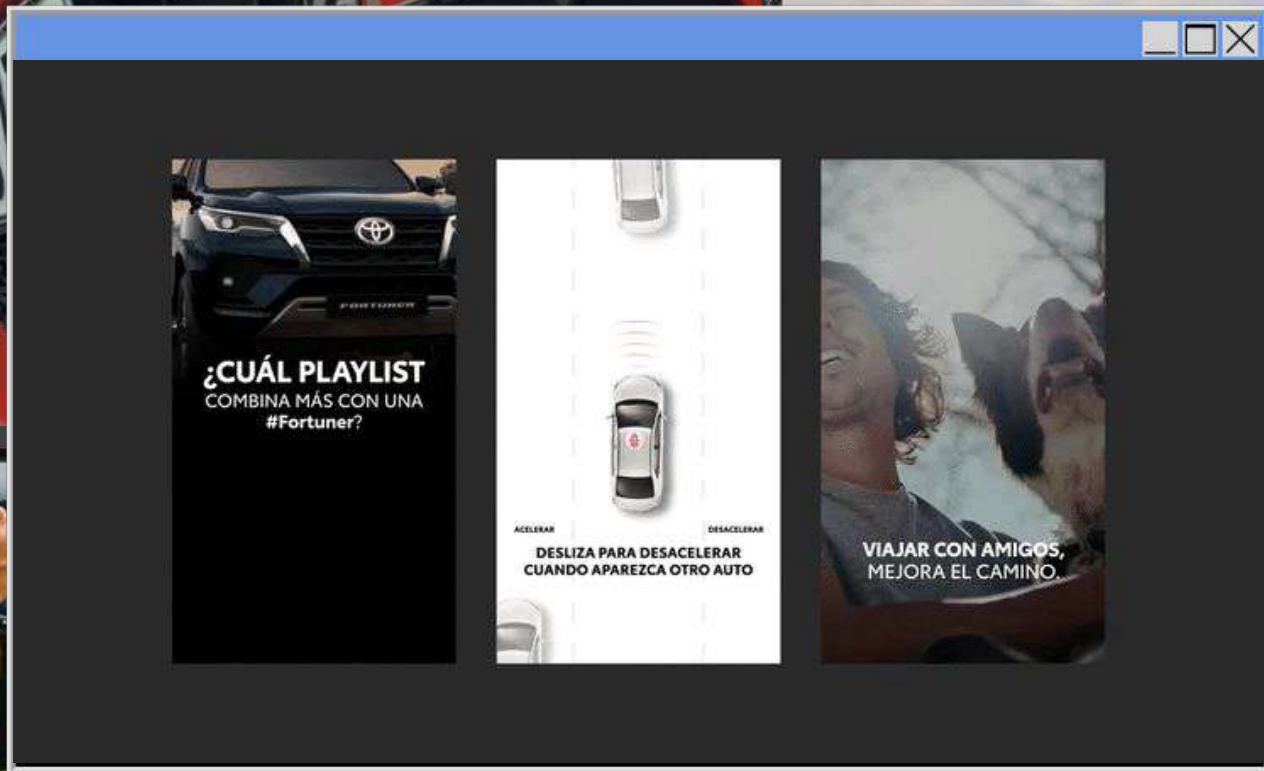 FORTUNER
¿CUÁL PLAYLIST
COMBINA MÁS CON UNA
#Fortuner?
ACELERAR
DESACELERAR
DESLIZA PARA DESACELERAR
CUANDO APAREZCA OTRO AUTO
VIAJAR CON AMIGOS,
MEJORA EL CAMINO.